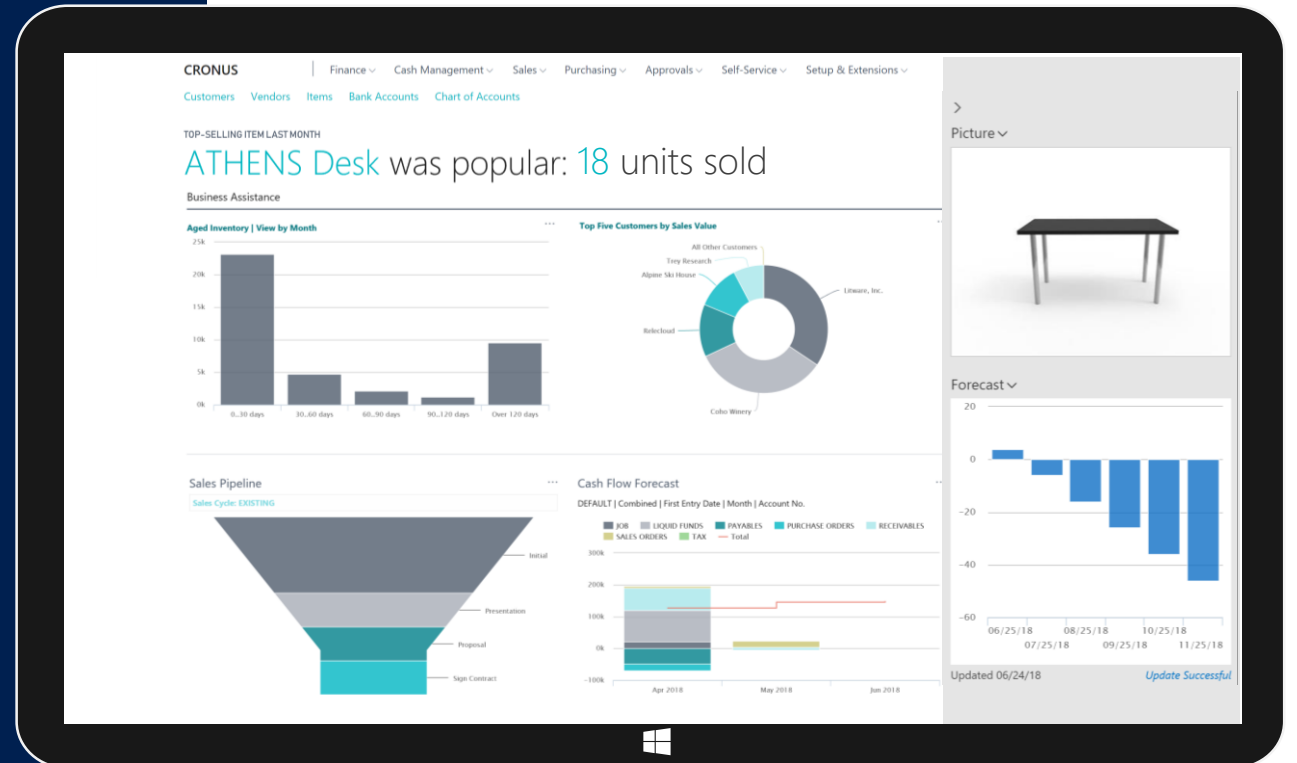 CRONUS
Finance Cash Management Sales Purchasing Approvals Self-Service Setup & Extensions
Customers Vendors Items Bank Accounts Chart of Accounts
TOP-SELLING ITEM LAST MONTH
ATHENS Desk was popular: 18 units sold
Business Assistance
Aged Inventory | View by Month
25k
20k
15k
10k
5k
0k
0..30 days 30..60 days 60..90 days 90..120 days Over 120 days
Top Five Customers by Sales Value
All Other Customers
Trey Research
Alpine Ski House
Litware, Inc.
Relecloud
Coho Winery
Sales Pipeline
Sales Cycle: EXISTING
Initial
Presentation
Proposal
Sign Contract
Cash Flow Forecast
DEFAULT | Combined | First Entry Date | Month | Account No.
JOB LIQUID FUNDS PAYABLES PURCHASE ORDERS RECEIVABLES
SALES ORDERS TAX Total
300k
200k
100k
0k
-100k
Apr 2018 May 2018 Jun 2018
Picture
Forecast
20
0
-20
-40
-60
06/25/18 08/25/18 10/25/18
07/25/18 09/25/18 11/25/18
Updated 06/24/18 Update Successful